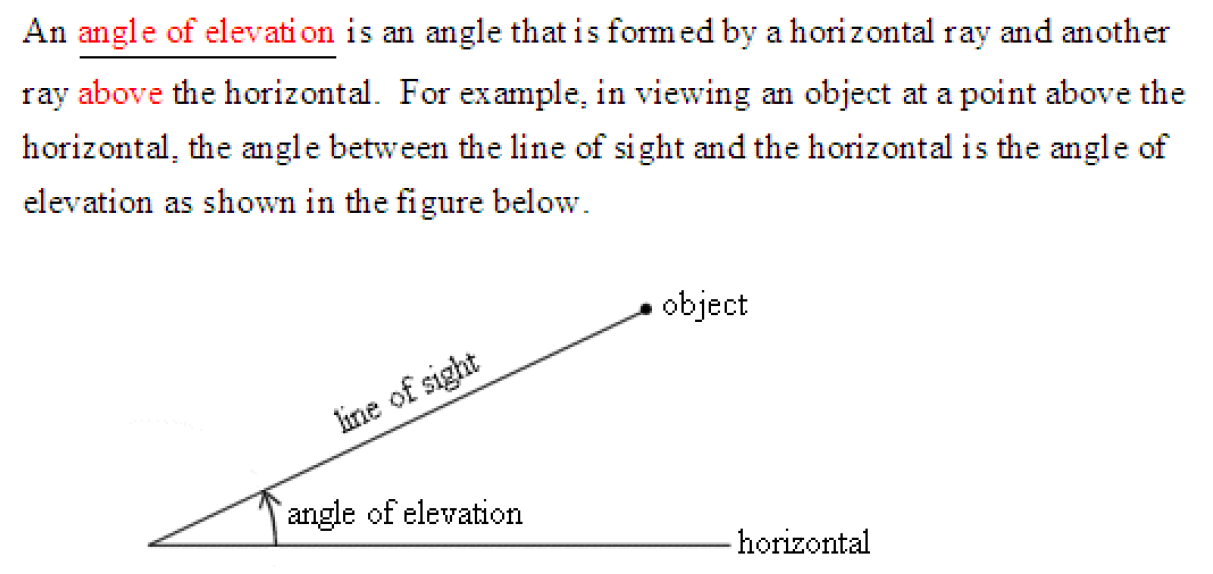 An angle of elevation is an angle that is formed by a horizontal ray and another
ray above the horizontal. For example, in viewing an object at a point above the
horizontal, the angle between the line of sight and the horizontal is the angle of
elevation as shown in the figure below.
object
line of sight
angle of elevation
horizontal